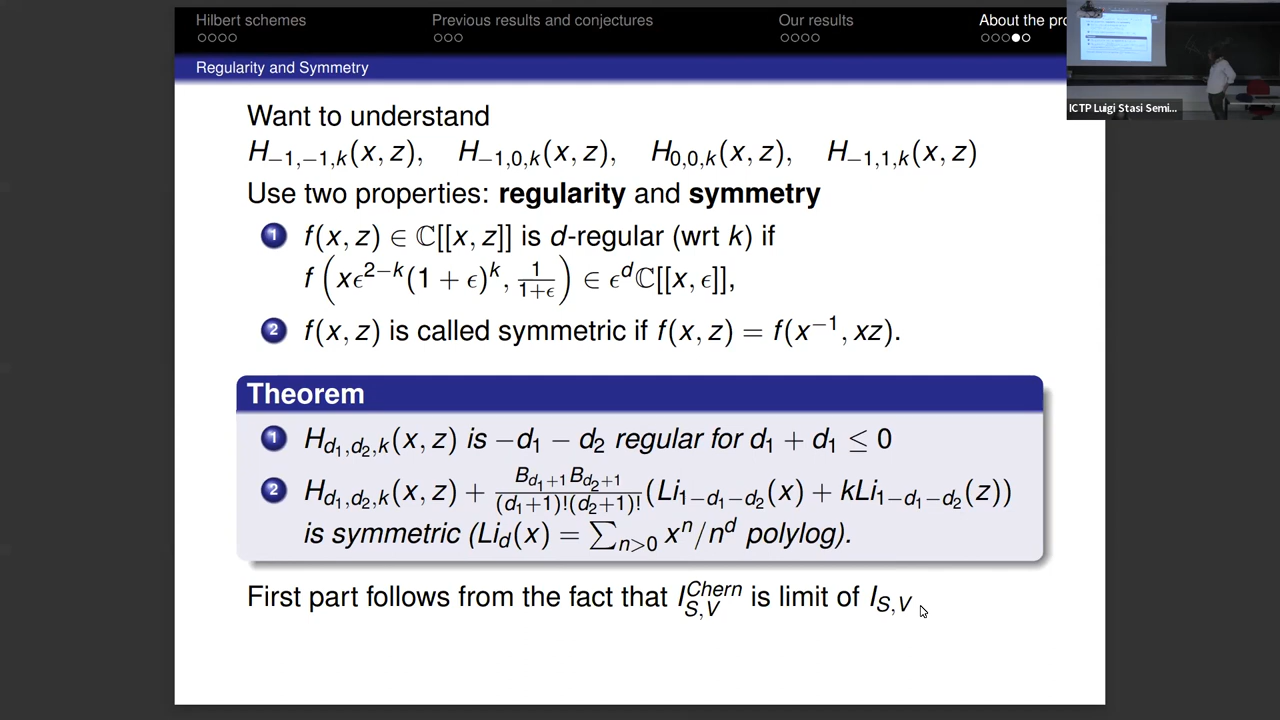 Hilbert schemes Previous results and conjectures Our results About the pro
Regularity and Symmetry
ICTP Luigi Stasi Semi...
Want to understand
H_{−1,−1,k}(x, z), H_{−1,0,k}(x, z), H_{0,0,k}(x, z), H_{−1,1,k}(x, z)
Use two properties: regularity and symmetry
1 f(x, z) ∈ ℂ[[x, z]] is d-regular (wrt k) if
f(xϵ^{2−k}(1 + ϵ)^k, \frac{1}{1+ϵ}) ∈ ϵ^dℂ[[x, ϵ]],
2 f(x, z) is called symmetric if f(x, z) = f(x^{−1}, xz).
Theorem
1 H_{d_1,d_2,k}(x, z) is −d_1 − d_2 regular for d_1 + d_1 ≤ 0
2 H_{d_1,d_2,k}(x, z) + \frac{B_{d_1+1}B_{d_2+1}}{(d_1+1)!(d_2+1)!}(Li_{1−d_1−d_2}(x) + kLi_{1−d_1−d_2}(z))
is symmetric (Li_d(x) = ∑_{n>0} x^n/n^d polylog).
First part follows from the fact that I_{S,V}^{Chern} is limit of I_{S,V}